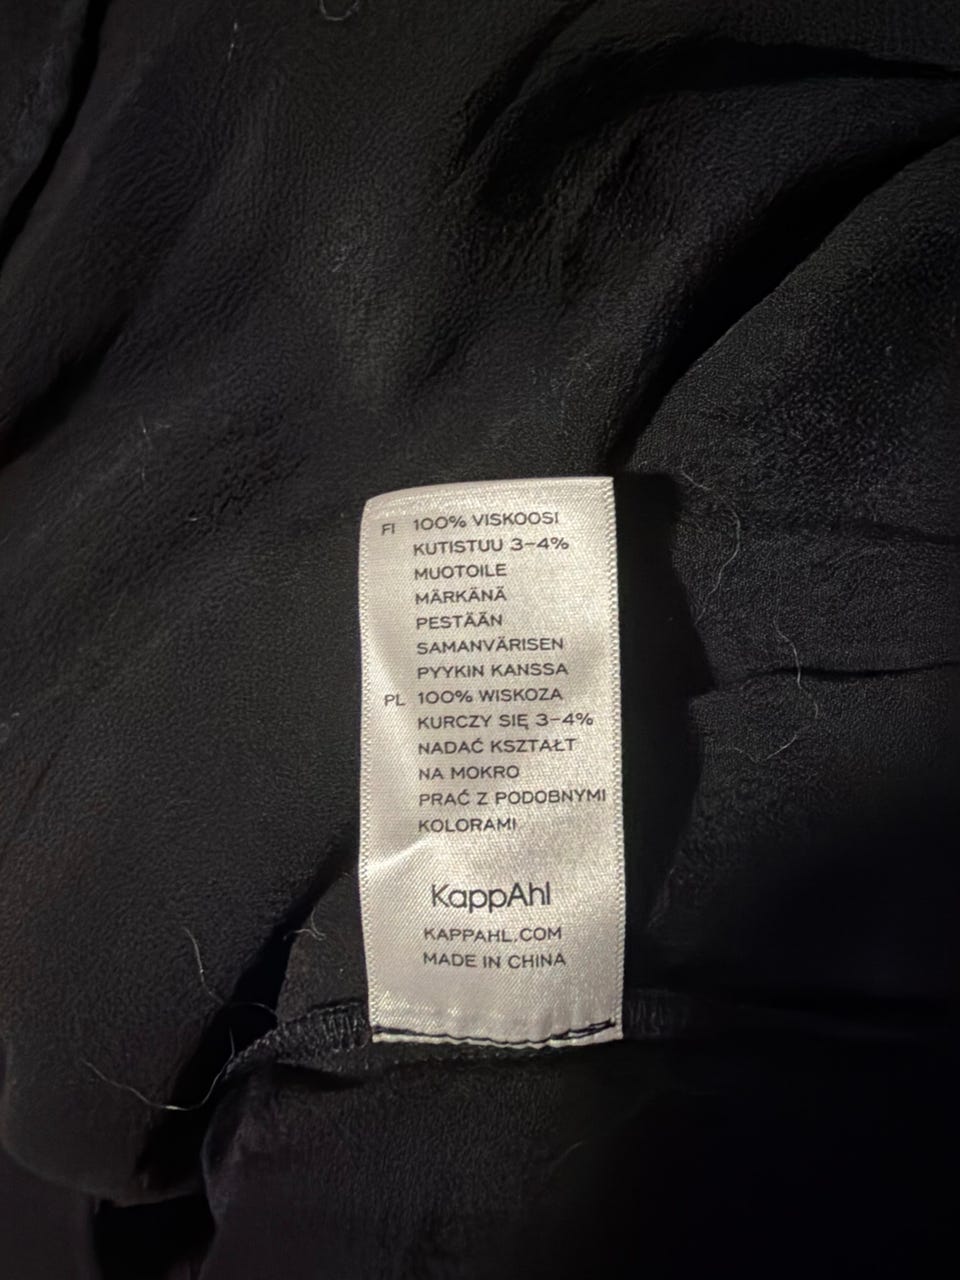 FI 100% VISKOOSI
KUTISTUU 3-4%
MUOTOILE
MÄRKÄNÄ
PESTÄÄN
SAMANVÄRISEN
PYYKIN KANSSA
PL 100% WISKOZA
KURCZY SIĘ 3-4%
NADAĆ KSZTAŁT
NA MOKRO
PRAĆ Z PODOBNYMI
KOLORAMI
KappAhl
KAPPAHL.COM
MADE IN CHINA